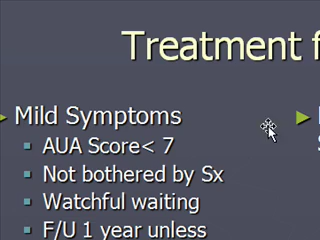 Treatment f
Mild Symptoms
AUA Score< 7
Not bothered by Sx
Watchful waiting
F/U 1 year unless